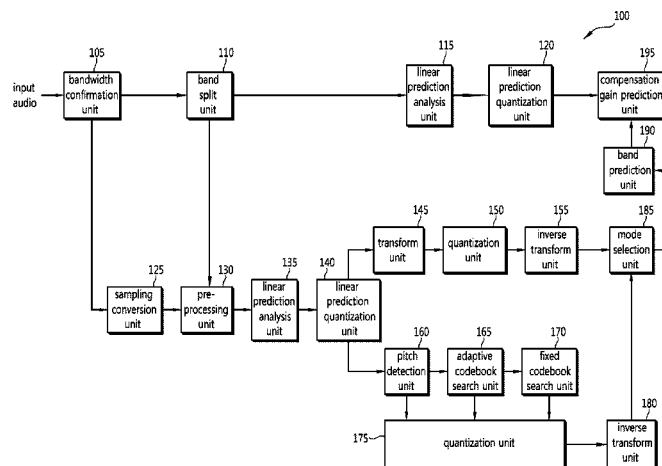 100
105
110
115
120
195
input
audio
bandwidth
confirmation
unit
band
split
unit
linear
prediction
analysis
unit
linear
prediction
quantization
unit
compensation
gain prediction
unit
190
band
prediction
unit
145
150
155
185
transform
unit
quantization
unit
inverse
transform
unit
mode
selection
unit
125
130
135
140
sampling
conversion
unit
pre-
processing
unit
linear
prediction
analysis unit
linear
prediction
quantization
unit
160
165
170
pitch
detection
unit
adaptive
codebook
search unit
fixed
codebook
search unit
175
quantization unit
180
inverse
transform
unit